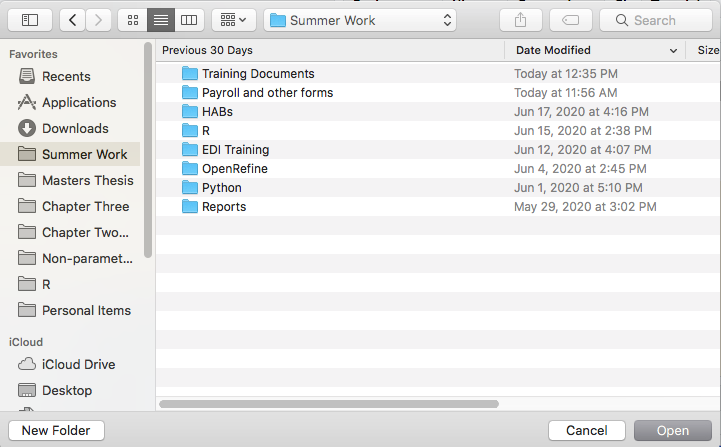 Summer Work
Search
Favorites
Recents
Applications
Downloads
Summer Work
Masters Thesis
Chapter Three
Chapter Two...
Non-paramet...
R
Personal Items
iCloud
iCloud Drive
Desktop
Previous 30 Days Date Modified Size
Training Documents Today at 12:35 PM
Payroll and other forms Today at 11:56 AM
HABs Jun 17, 2020 at 4:16 PM
R Jun 15, 2020 at 2:38 PM
EDI Training Jun 12, 2020 at 4:07 PM
OpenRefine Jun 4, 2020 at 2:45 PM
Python Jun 1, 2020 at 5:10 PM
Reports May 29, 2020 at 3:02 PM
New Folder Cancel Open